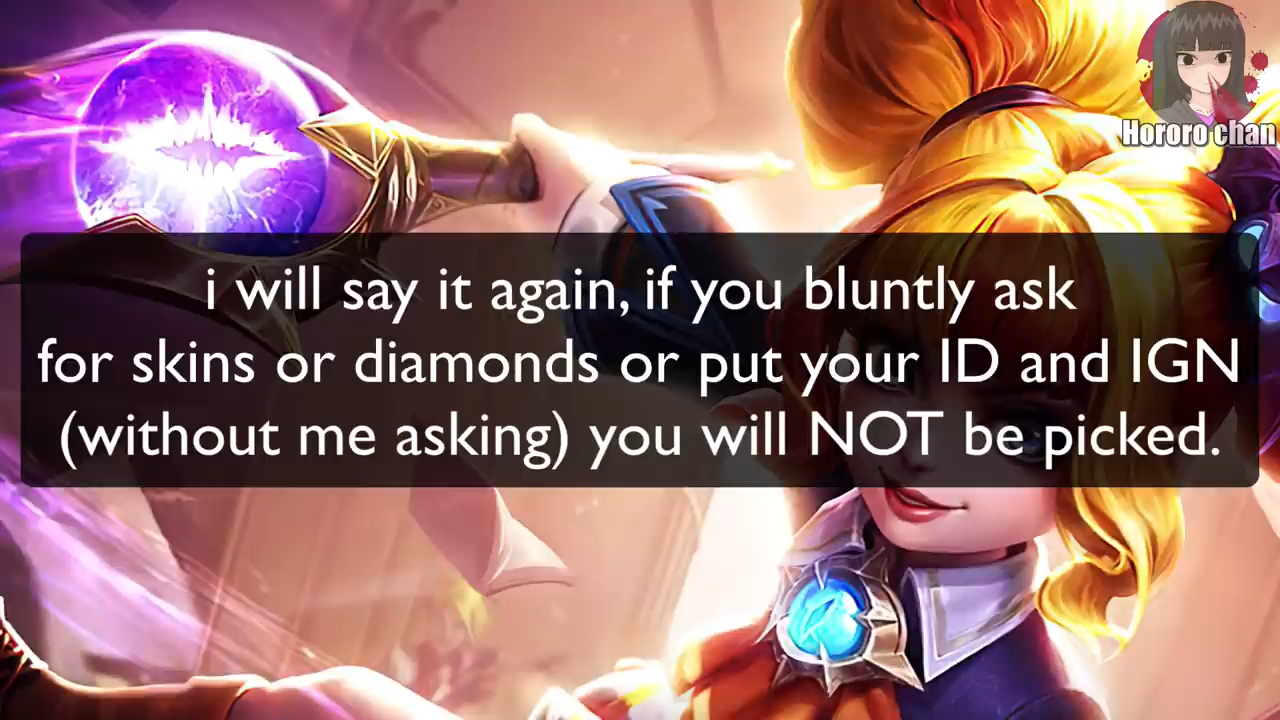 Hororo chan
i will say it again, if you bluntly ask
for skins or diamonds or put your ID and IGN
(without me asking) you will NOT be picked.